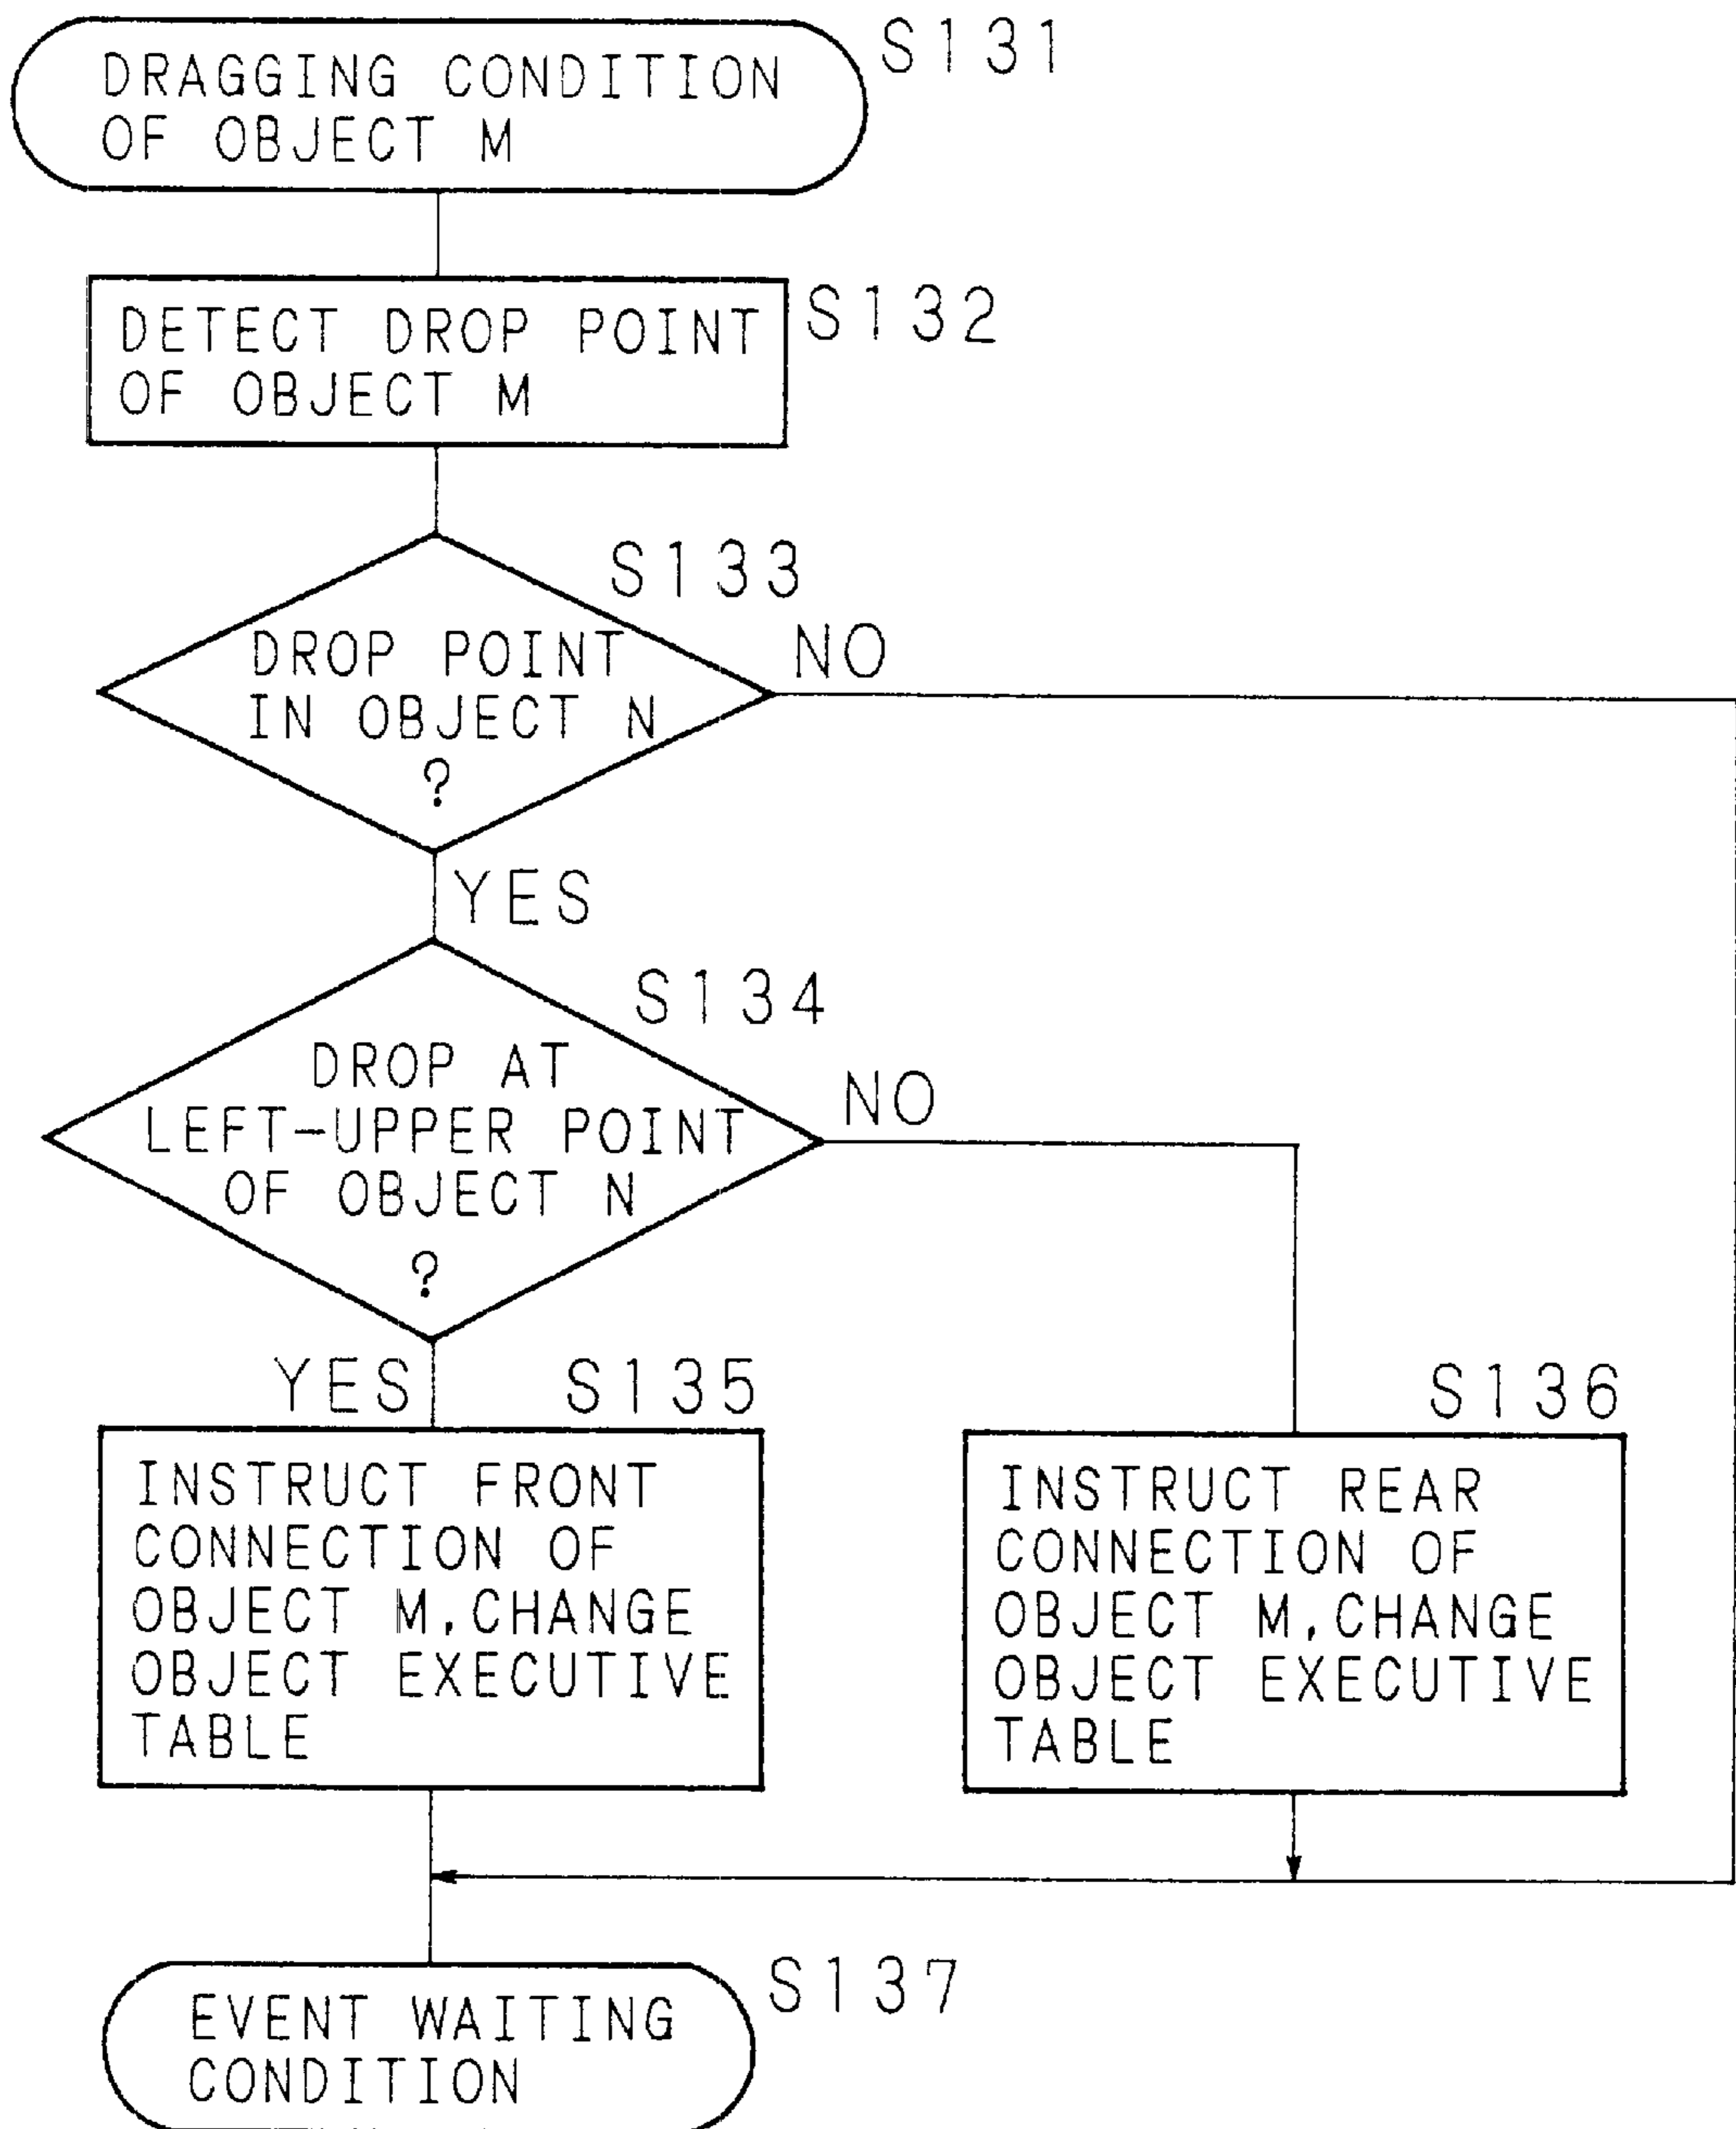 S131
DRAGGING CONDITION
OF OBJECT M
S132
DETECT DROP POINT
OF OBJECT M
S133
DROP POINT
IN OBJECT N
?
NO
YES
S134
DROP AT
LEFT-UPPER POINT
OF OBJECT N
?
NO
YES
S135
INSTRUCT FRONT
CONNECTION OF
OBJECT M,CHANGE
OBJECT EXECUTIVE
TABLE
S136
INSTRUCT REAR
CONNECTION OF
OBJECT M,CHANGE
OBJECT EXECUTIVE
TABLE
S137
EVENT WAITING
CONDITION